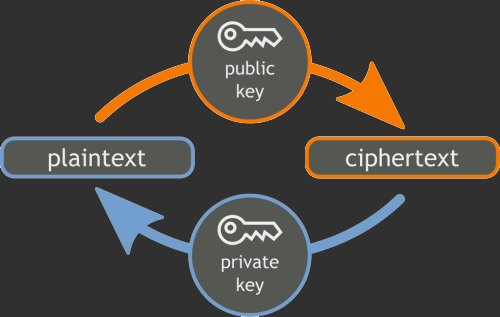 public
key
plaintext
ciphertext
private
key